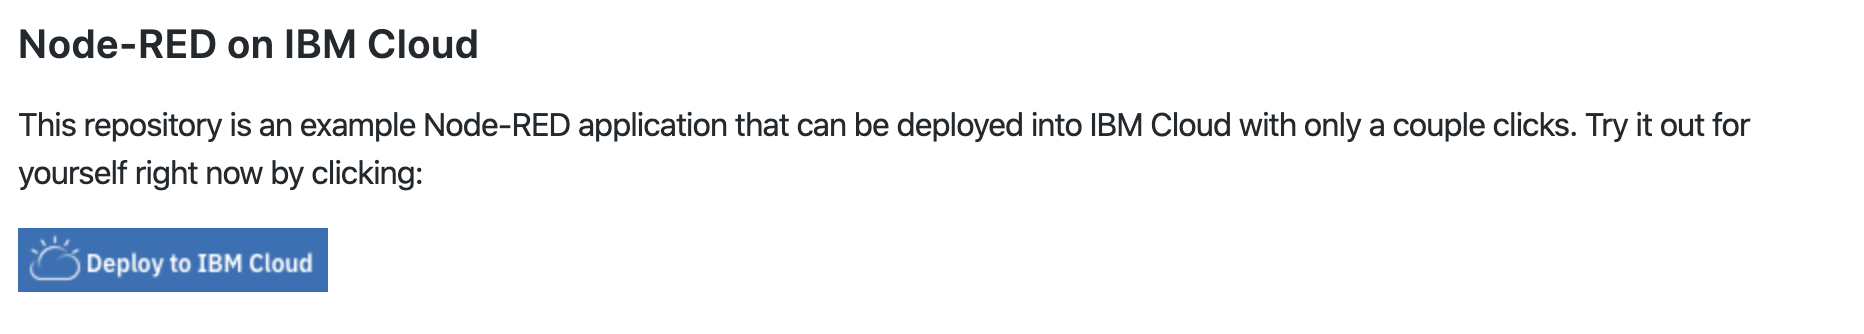 Node-RED on IBM Cloud
This repository is an example Node-RED application that can be deployed into IBM Cloud with only a couple clicks. Try it out for
yourself right now by clicking:
Deploy to IBM Cloud